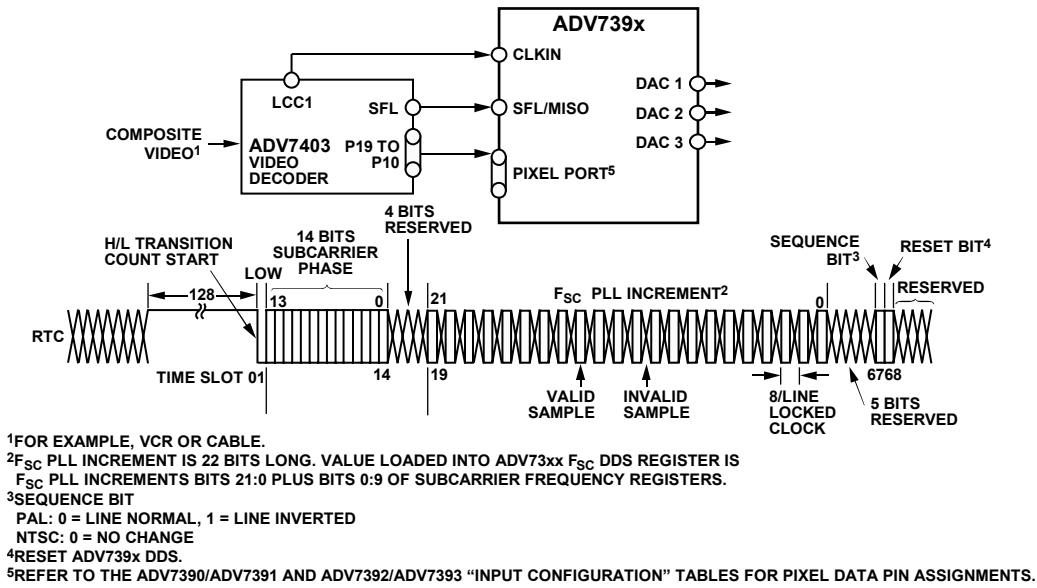 ADV739x
CLKIN
DAC 1
LCC1
SFL
SFL/MISO
DAC 2
COMPOSITE
VIDEO1
ADV7403
VIDEO
DECODER
P19 TO
P10
DAC 3
PIXEL PORT5
4 BITS
RESERVED
H/L TRANSITION
COUNT START
LOW
14 BITS
SUBCARRIER
PHASE
SEQUENCE
BIT3
RESET BIT4
128
13
0
21
FSC PLL INCREMENT2
0
RESERVED
RTC
TIME SLOT 01
14
19
VALID
SAMPLE
INVALID
SAMPLE
8/LINE
LOCKED
CLOCK
6768
5 BITS
RESERVED
1FOR EXAMPLE, VCR OR CABLE.
2FSC PLL INCREMENT IS 22 BITS LONG. VALUE LOADED INTO ADV73xx FSC DDS REGISTER IS
FSC PLL INCREMENTS BITS 21:0 PLUS BITS 0:9 OF SUBCARRIER FREQUENCY REGISTERS.
3SEQUENCE BIT
PAL: 0 = LINE NORMAL, 1 = LINE INVERTED
NTSC: 0 = NO CHANGE
4RESET ADV739x DDS.
5REFER TO THE ADV7390/ADV7391 AND ADV7392/ADV7393 “INPUT CONFIGURATION” TABLES FOR PIXEL DATA PIN ASSIGNMENTS.